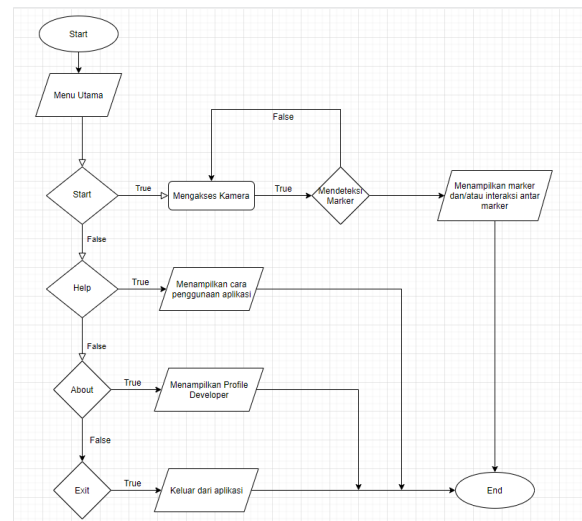 Start
Menu Utama
False
Start
True
Mengakses Kamera
True
Mendeteksi
Marker
Menampilkan marker
dan/atau interaksi antar
marker
False
Help
True
Menampilkan cara
penggunaan aplikasi
False
About
True
Menampilkan Profile
Developer
False
Exit
True
Keluar dari aplikasi
End